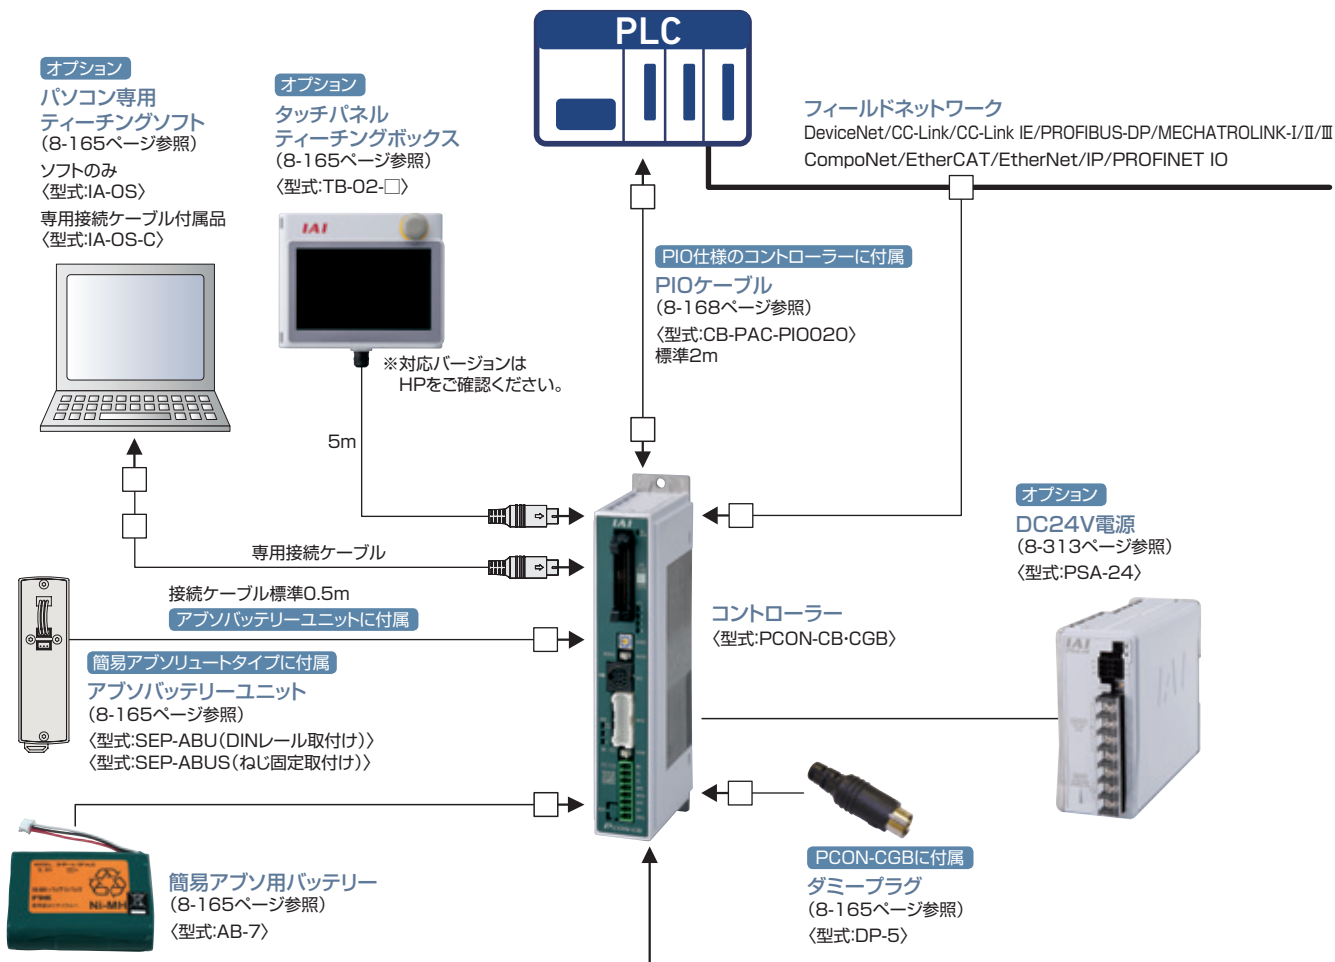 PLC
オプション
パソコン専用
ティーチングソフト
(8-165ページ参照)
ソフトのみ
〈型式:IA-OS〉
専用接続ケーブル付属品
〈型式:IA-OS-C〉
オプション
タッチパネル
ティーチングボックス
(8-165ページ参照)
〈型式:TB-02-□〉
IAI
※対応バージョンは
HPをご確認ください。
5m
フィールドネットワーク
DeviceNet/CC-Link/CC-Link IE/PROFIBUS-DP/MECHATROLINK-I/II/III
CompoNet/EtherCAT/EtherNet/IP/PROFINET IO
PIO仕様のコントローラーに付属
PIOケーブル
(8-168ページ参照)
〈型式:CB-PAC-PIO020〉
標準2m
専用接続ケーブル
接続ケーブル標準0.5m
アブソバッテリーユニットに付属
簡易アブソリュートタイプに付属
アブソバッテリーユニット
(8-165ページ参照)
〈型式:SEP-ABU(DINレール取付け)〉
〈型式:SEP-ABUS(ねじ固定取付け)〉
IAI
PCON-CB
コントローラー
〈型式:PCON-CB・CGB〉
オプション
DC24V電源
(8-313ページ参照)
〈型式:PSA-24〉
IAI
PCON-CGBに付属
ダミープラグ
(8-165ページ参照)
〈型式:DP-5〉
Ni-MH
簡易アブソ用バッテリー
(8-165ページ参照)
〈型式:AB-7〉